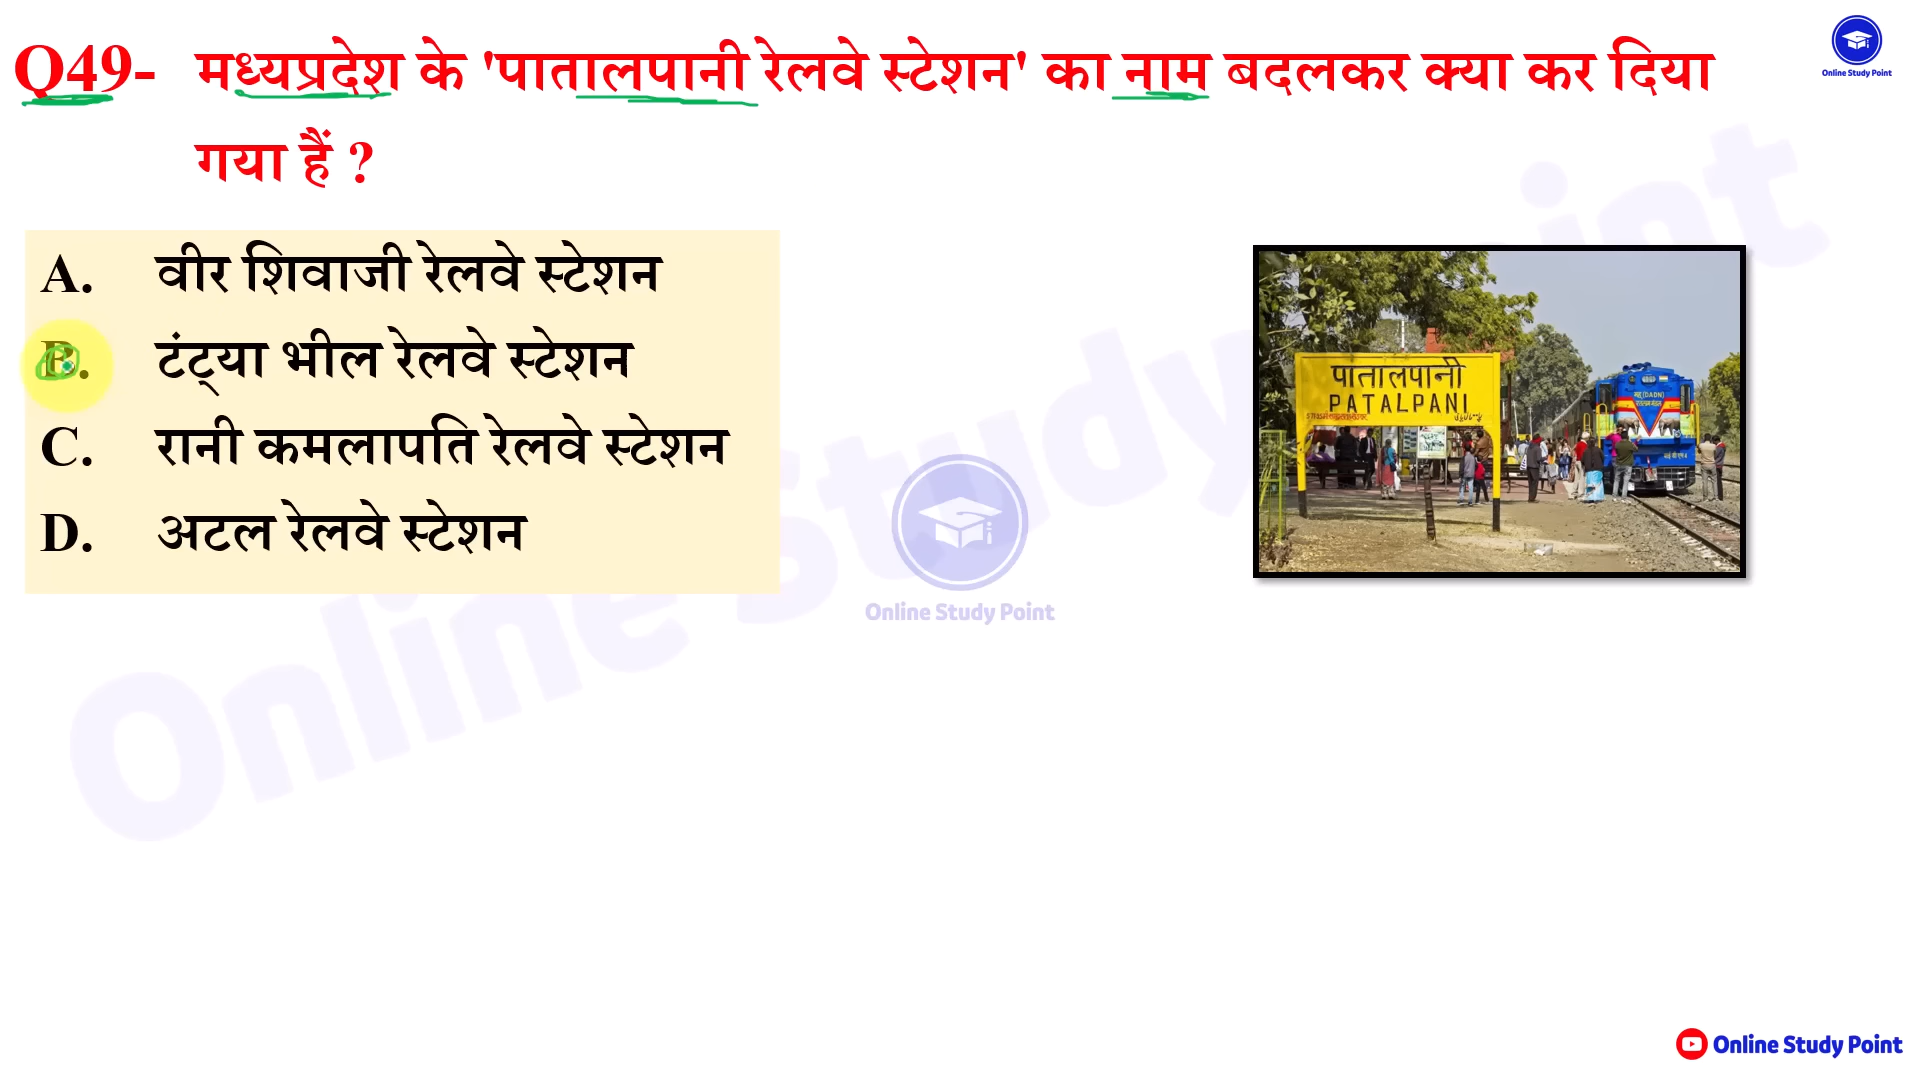 Q49- मध्यप्रदेश के 'पातालपानी रेलवे स्टेशन' का नाम बदलकर क्या कर दिया
गया हैं ?
Online Study Point
A. वीर शिवाजी रेलवे स्टेशन
B. टंट्या भील रेलवे स्टेशन
C. रानी कमलापति रेलवे स्टेशन
D. अटल रेलवे स्टेशन
पातालपानी
PATALPANI
Online Study Point
Online Study Point
Online Study Point